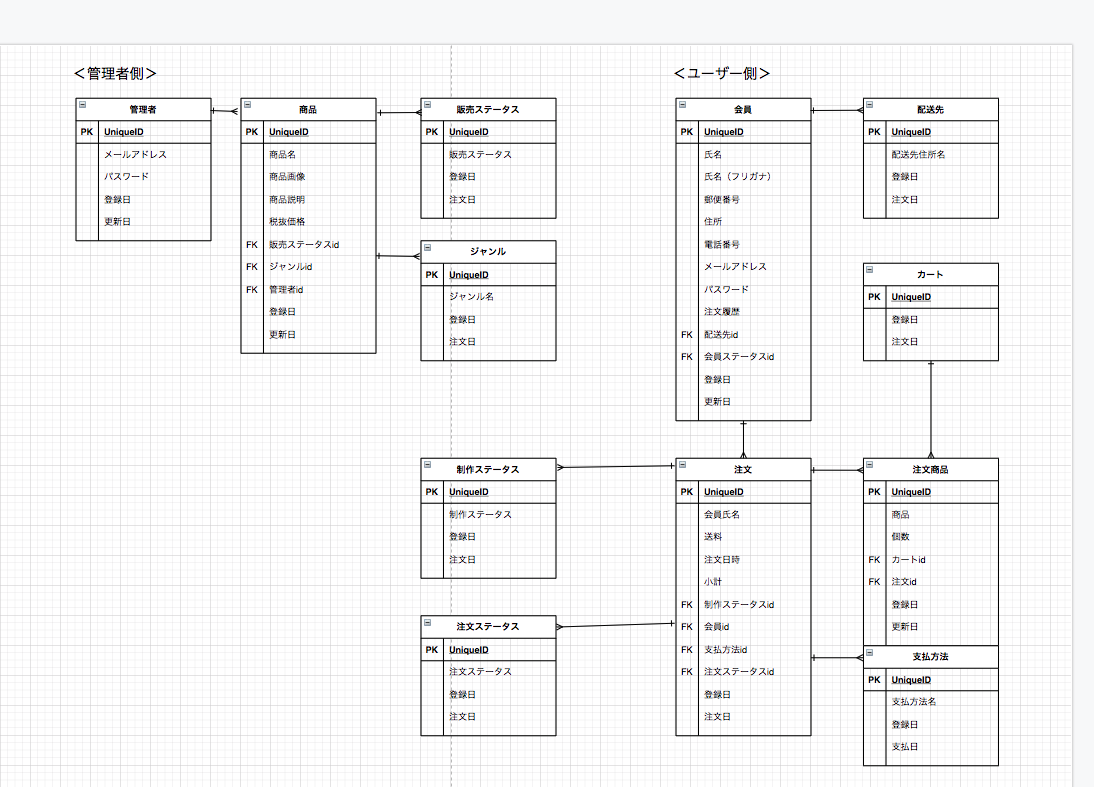 ＜管理者側＞
管理者
PK UniqueID
メールアドレス
パスワード
登録日
更新日
商品
PK UniqueID
商品名
商品画像
商品説明
税抜価格
FK 販売ステータスid
FK ジャンルid
FK 管理者id
登録日
更新日
販売ステータス
PK UniqueID
販売ステータス
登録日
注文日
ジャンル
PK UniqueID
ジャンル名
登録日
注文日
制作ステータス
PK UniqueID
制作ステータス
登録日
注文日
注文ステータス
PK UniqueID
注文ステータス
登録日
注文日
＜ユーザー側＞
会員
PK UniqueID
氏名
氏名（フリガナ）
郵便番号
住所
電話番号
メールアドレス
パスワード
注文履歴
FK 配送先id
FK 会員ステータスid
登録日
更新日
配送先
PK UniqueID
配送先住所名
登録日
注文日
カート
PK UniqueID
登録日
注文日
注文
PK UniqueID
会員氏名
送料
注文日時
小計
FK 制作ステータスid
FK 会員id
FK 支払方法id
FK 注文ステータスid
登録日
注文日
注文商品
PK UniqueID
商品
個数
FK カートid
FK 注文id
登録日
更新日
支払方法
PK UniqueID
支払方法名
登録日
支払日